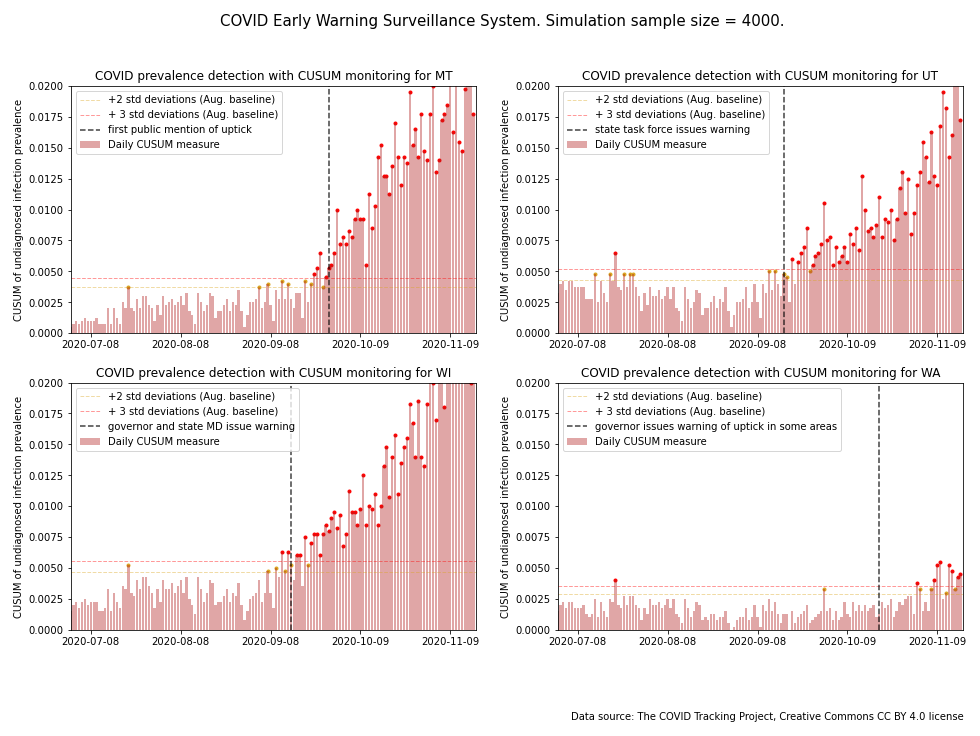 COVID Early Warning Surveillance System. Simulation sample size = 4000.
COVID prevalence detection with CUSUM monitoring for MT
CUSUM of undiagnosed infection prevalence
0.0200
0.0175
0.0150
0.0125
0.0100
0.0075
0.0050
0.0025
0.0000
+2 std deviations (Aug. baseline)
+ 3 std deviations (Aug. baseline)
first public mention of uptick
Daily CUSUM measure
2020-07-08 2020-08-08 2020-09-08 2020-10-09 2020-11-09
COVID prevalence detection with CUSUM monitoring for UT
CUSUM of undiagnosed infection prevalence
0.0200
0.0175
0.0150
0.0125
0.0100
0.0075
0.0050
0.0025
0.0000
+2 std deviations (Aug. baseline)
+ 3 std deviations (Aug. baseline)
state task force issues warning
Daily CUSUM measure
2020-07-08 2020-08-08 2020-09-08 2020-10-09 2020-11-09
COVID prevalence detection with CUSUM monitoring for WI
CUSUM of undiagnosed infection prevalence
0.0200
0.0175
0.0150
0.0125
0.0100
0.0075
0.0050
0.0025
0.0000
+2 std deviations (Aug. baseline)
+ 3 std deviations (Aug. baseline)
governor and state MD issue warning
Daily CUSUM measure
2020-07-08 2020-08-08 2020-09-08 2020-10-09 2020-11-09
COVID prevalence detection with CUSUM monitoring for WA
CUSUM of undiagnosed infection prevalence
0.0200
0.0175
0.0150
0.0125
0.0100
0.0075
0.0050
0.0025
0.0000
+2 std deviations (Aug. baseline)
+ 3 std deviations (Aug. baseline)
governor issues warning of uptick in some areas
Daily CUSUM measure
2020-07-08 2020-08-08 2020-09-08 2020-10-09 2020-11-09
Data source: The COVID Tracking Project, Creative Commons CC BY 4.0 license